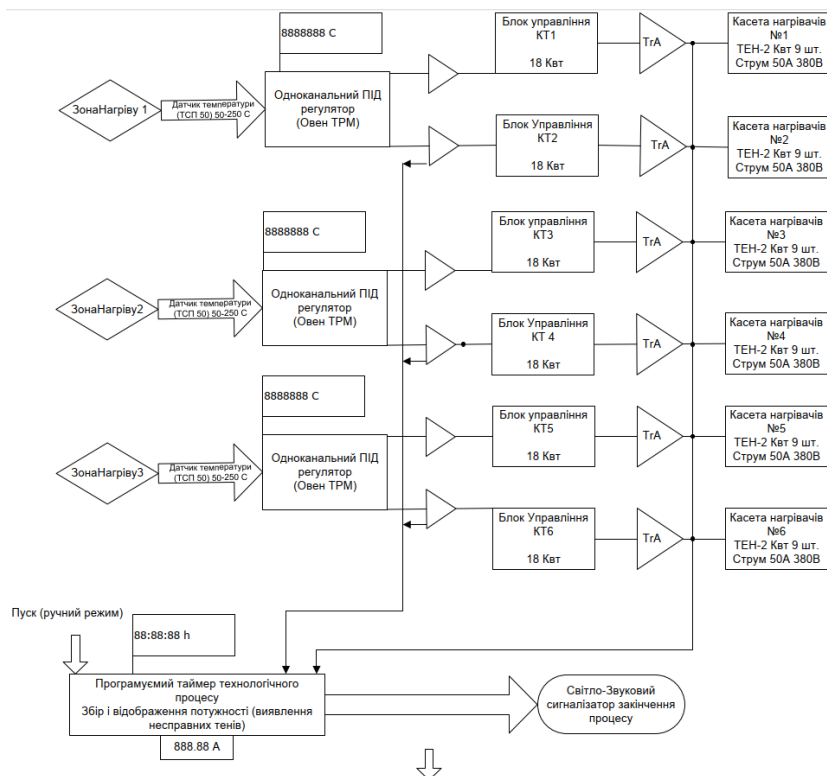 8888888 С
ЗонаНагріву 1
Датчик температури
(ТСП 50) 50-250 С
Одноканальний ПІД
регулятор
(Овен ТРМ)
Блок управління
КТ1
18 Квт
TrA
Касета нагрівачів
№1
ТЕН-2 Квт 9 шт.
Струм 50А 380В
Блок Управління
КТ2
18 Квт
TrA
Касета нагрівачів
№2
ТЕН-2 Квт 9 шт.
Струм 50А 380В
8888888 С
ЗонаНагріву2
Датчик температури
(ТСП 50) 50-250 С
Одноканальний ПІД
регулятор
(Овен ТРМ)
Блок управління
КТ3
18 Квт
TrA
Касета нагрівачів
№3
ТЕН-2 Квт 9 шт.
Струм 50А 380В
Блок Управління
КТ 4
18 Квт
TrA
Касета нагрівачів
№4
ТЕН-2 Квт 9 шт.
Струм 50А 380В
8888888 С
ЗонаНагріву3
Датчик температури
(ТСП 50) 50-250 С
Одноканальний ПІД
регулятор
(Овен ТРМ)
Блок управління
КТ5
18 Квт
TrA
Касета нагрівачів
№5
ТЕН-2 Квт 9 шт.
Струм 50А 380В
Блок Управління
КТ6
18 Квт
TrA
Касета нагрівачів
№6
ТЕН-2 Квт 9 шт.
Струм 50А 380В
Пуск (ручний режим)
88:88:88 h
Програмуємий таймер технологічного
процесу
Збір і відображення потужності (виявлення
несправних тенів)
888.88 А
Світло-Звуковий
сигналізатор закінчення
процесу